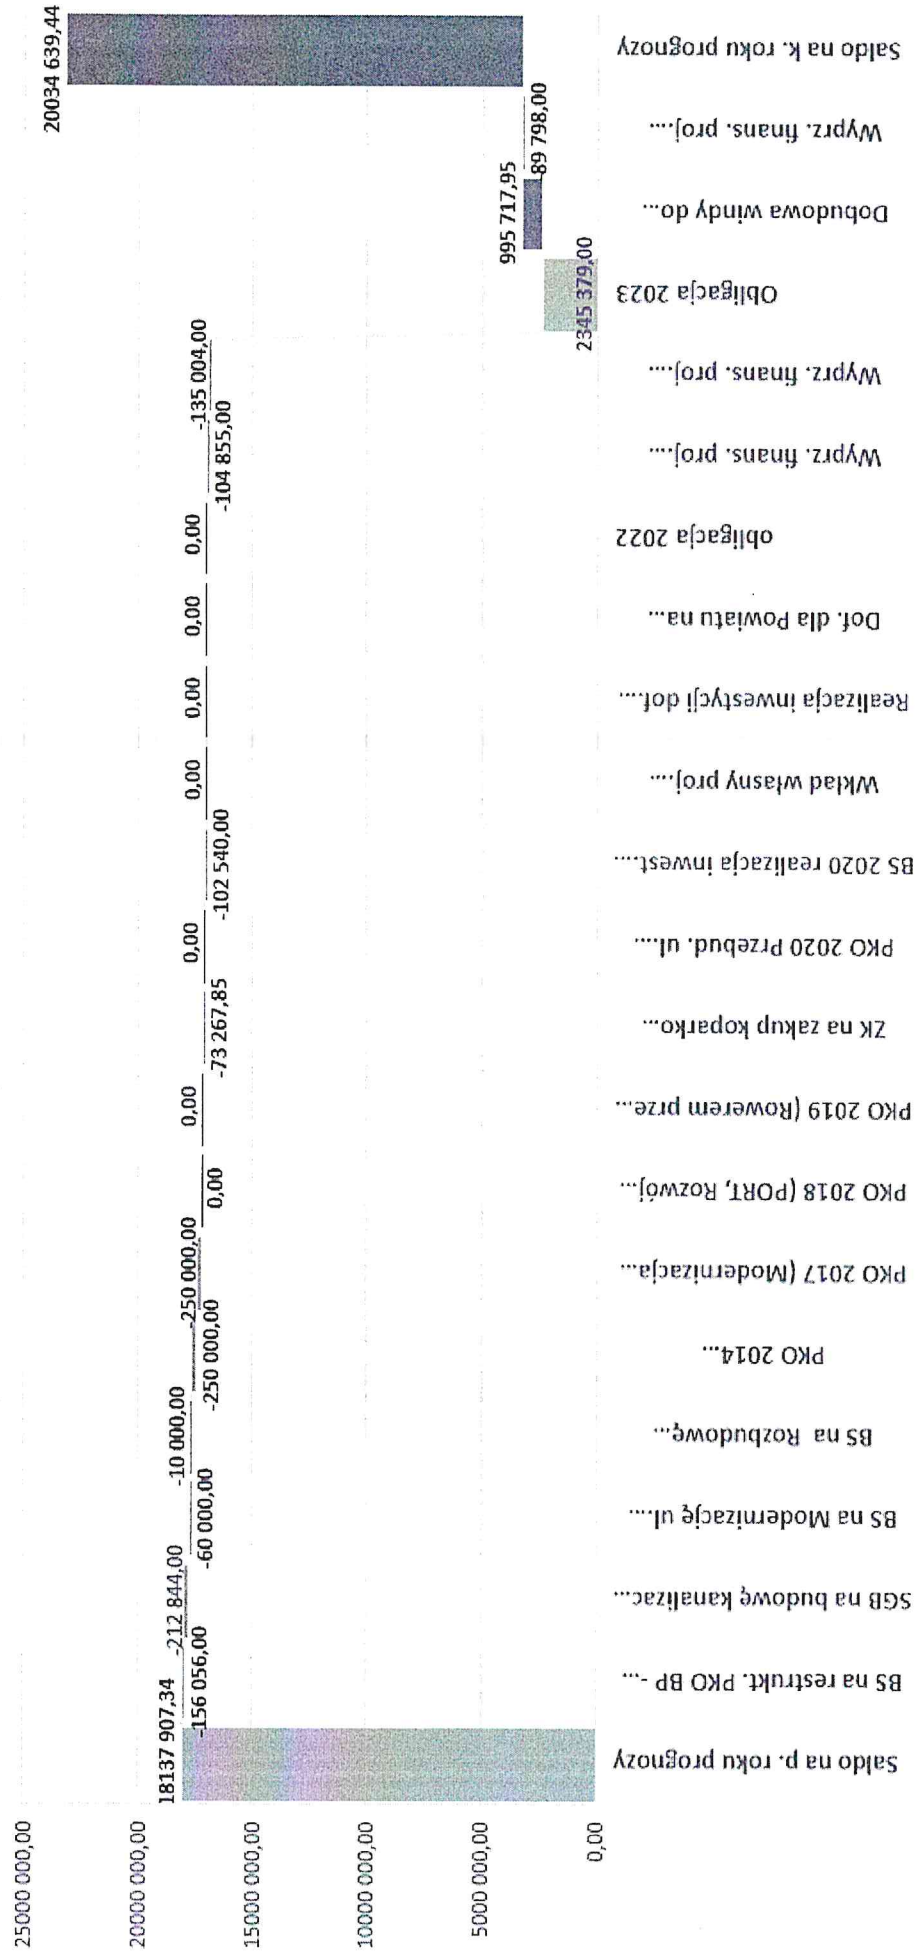 25000 000,00
20000 000,00
15000 000,00
10000 000,00
5000 000,00
0,00
18137 907,34
-156 056,00
-212 844,00
-60 000,00
-10 000,00
-250 000,00
-250 000,00
0,00
0,00
-73 267,85
0,00
-102 540,00
0,00
0,00
0,00
0,00
-104 855,00
-135 004,00
2345 379,00
995 717,95
89 798,00
20034 639,44
Saldo na p. roku prognozy
BS na restrukt. PKO BP -...
SGB na budowę kanalizac...
BS na Modernizację ul....
BS na Rozbudowę...
PKO 2014...
PKO 2017 (Modernizacja...
PKO 2018 (PORT, Rozwój...
PKO 2019 (Rowerem prze...
ZK na zakup koparko...
PKO 2020 Przebud. ul....
BS 2020 realizacja inwest....
Wkład własny proj....
Realizacja inwestycji dof....
Dof. dla Powiatu na...
obligacja 2022
Wyprz. finans. proj....
Wyprz. finans. proj....
Obligacja 2023
Dobudowa windy do...
Wyprz. finans. proj....
Saldo na k. roku prognozy